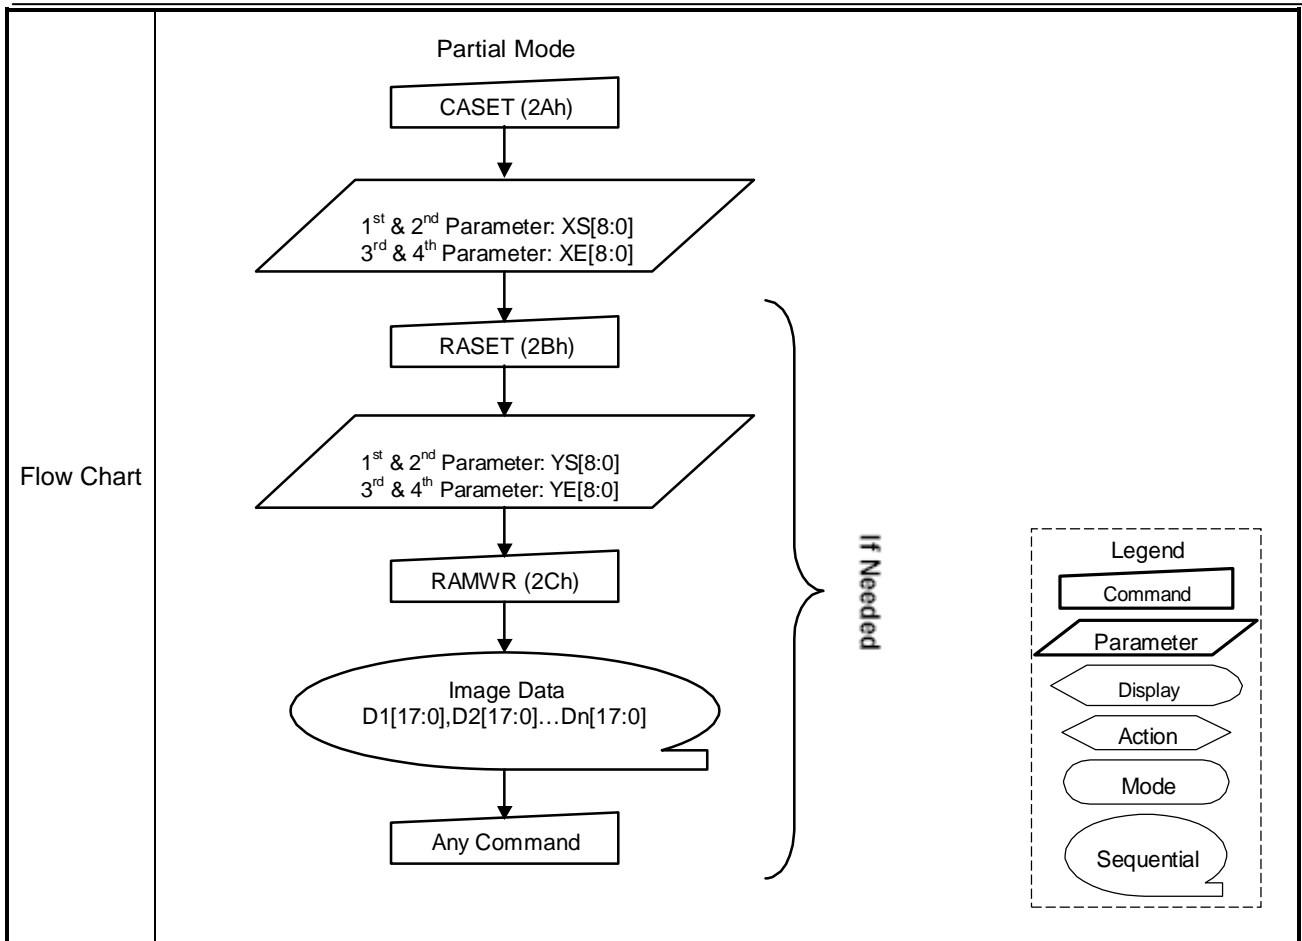 Partial Mode
CASET (2Ah)
1st & 2nd Parameter: XS[8:0]
3rd & 4th Parameter: XE[8:0]
RASET (2Bh)
1st & 2nd Parameter: YS[8:0]
3rd & 4th Parameter: YE[8:0]
RAMWR (2Ch)
Image Data
D1[17:0],D2[17:0]…Dn[17:0]
Any Command
If Needed
Flow Chart
Legend
Command
Parameter
Display
Action
Mode
Sequential